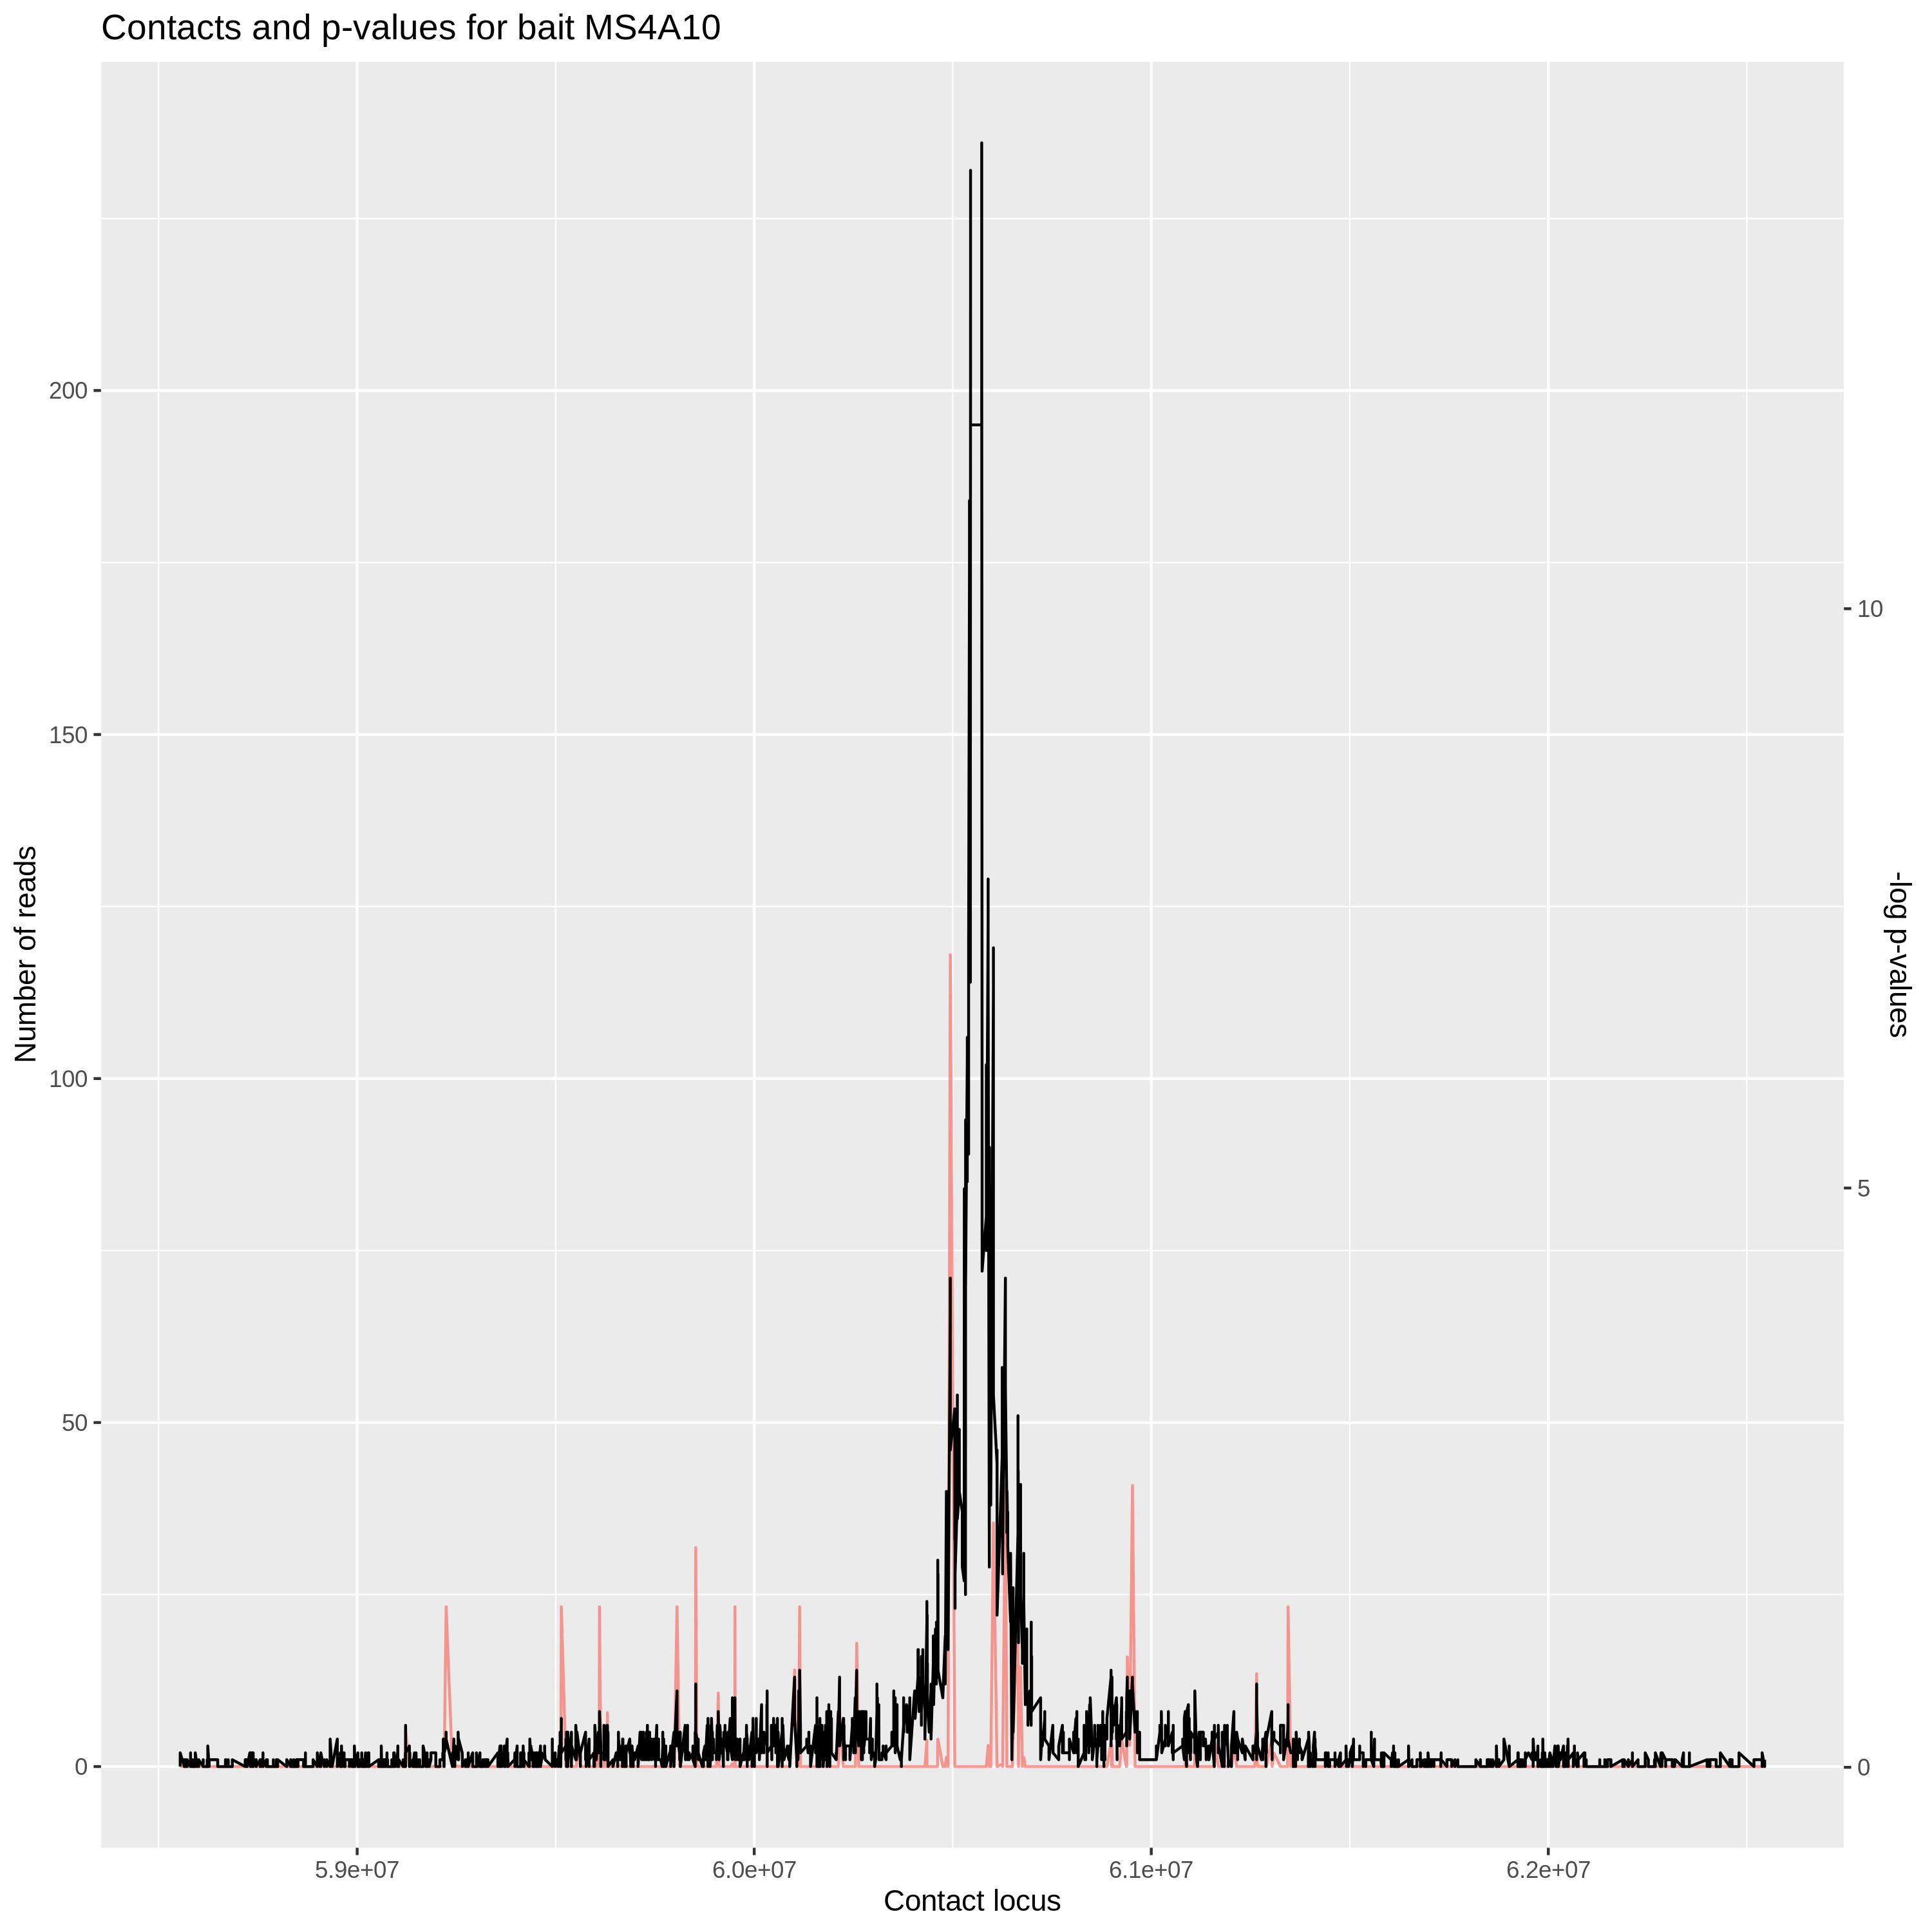 Contacts and p-values for bait MS4A10
200
150
100
50
0
Number of reads
10
5
0
-log p-values
5.9e+07
6.0e+07
6.1e+07
6.2e+07
Contact locus